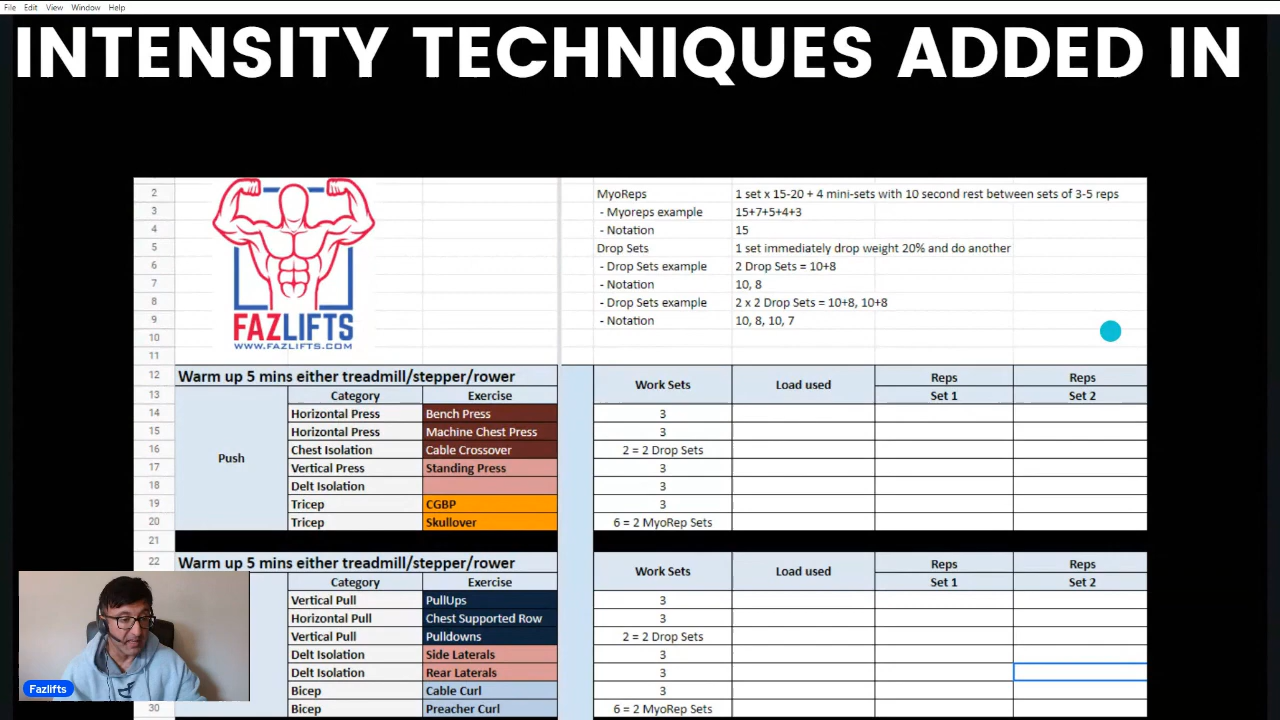 File Edit View Window Help
INTENSITY TECHNIQUES ADDED IN
2 MyoReps 1 set x 15-20 + 4 mini-sets with 10 second rest between sets of 3-5 reps
3 - Myoreps example 15+7+5+4+3
4 - Notation 15
5 Drop Sets 1 set immediately drop weight 20% and do another
6 - Drop Sets example 2 Drop Sets = 10+8
7 - Notation 10, 8
8 - Drop Sets example 2 x 2 Drop Sets = 10+8, 10+8
9 - Notation 10, 8, 10, 7
FAZLIFTS
WWW.FAZLIFTS.COM
10
11
12 Warm up 5 mins either treadmill/stepper/rower Work Sets Load used Reps Reps
13 Category Exercise Set 1 Set 2
14 Horizontal Press Bench Press 3
15 Horizontal Press Machine Chest Press 3
16 Chest Isolation Cable Crossover 2 = 2 Drop Sets
Push
17 Vertical Press Standing Press 3
18 Delt Isolation 3
19 Tricep CGBP 3
20 Tricep Skullover 6 = 2 MyoRep Sets
21
22 Warm up 5 mins either treadmill/stepper/rower Work Sets Load used Reps Reps
Category Exercise Set 1 Set 2
Vertical Pull PullUps 3
Horizontal Pull Chest Supported Row 3
Vertical Pull Pulldowns 2 = 2 Drop Sets
Delt Isolation Side Laterals 3
Delt Isolation Rear Laterals 3
Bicep Cable Curl 3
30 Bicep Preacher Curl 6 = 2 MyoRep Sets
Fazlifts